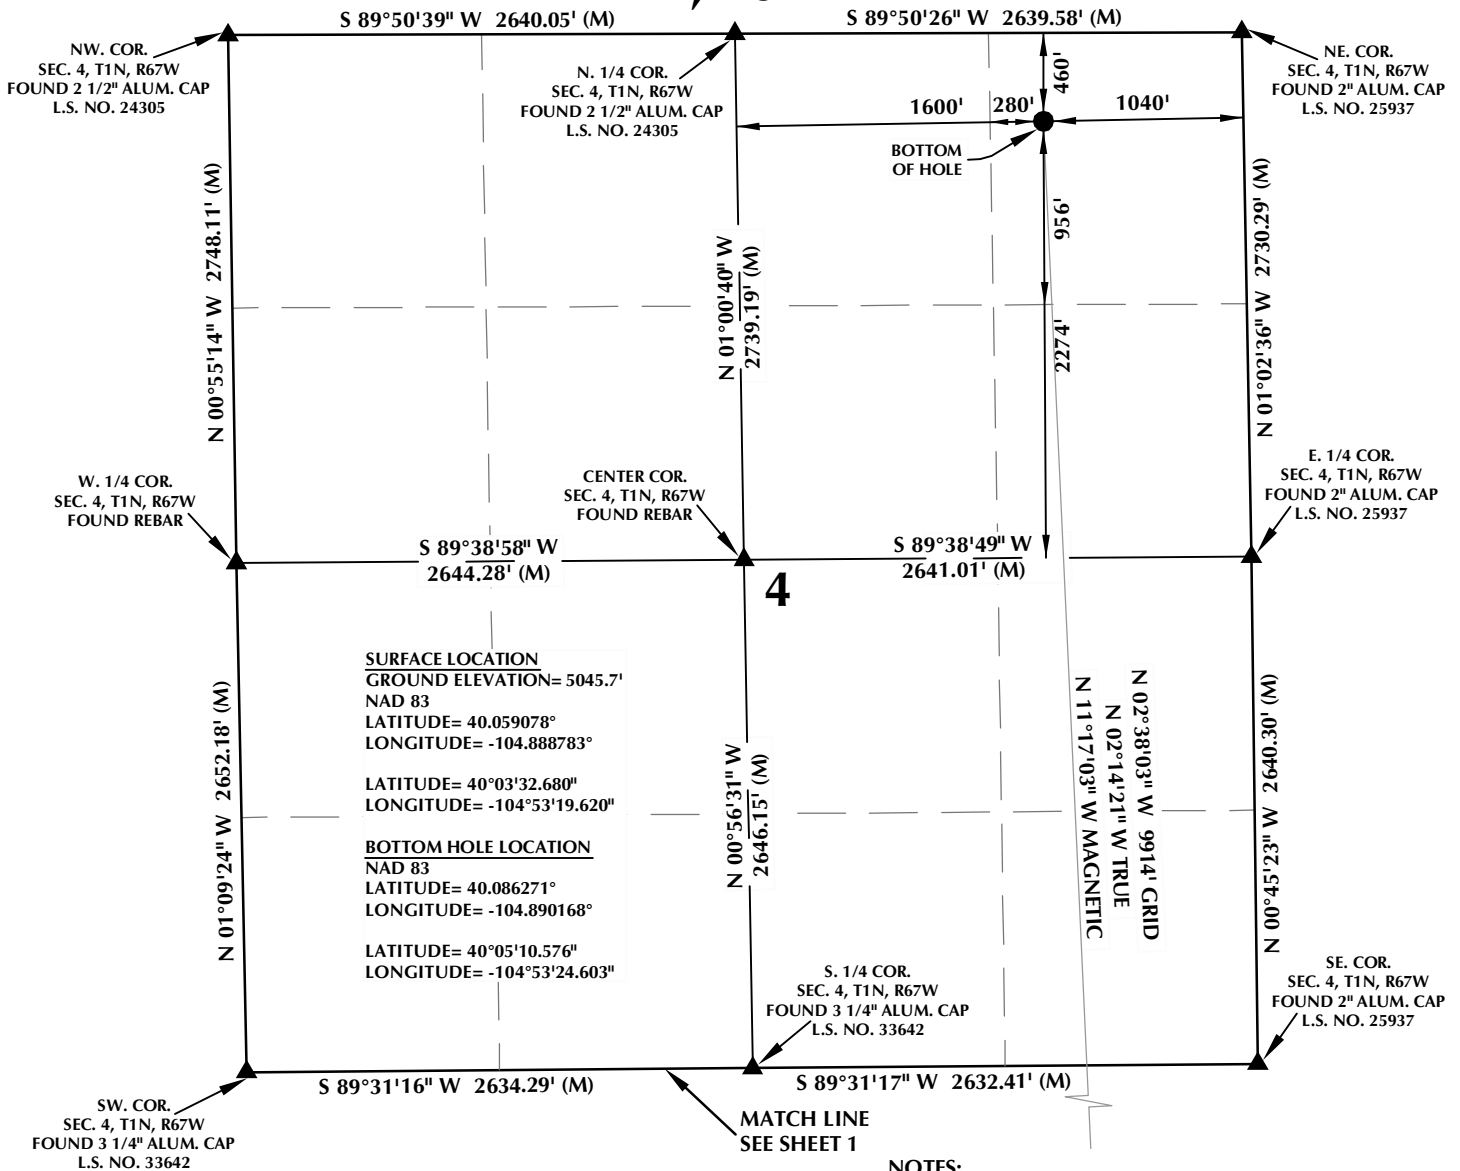 S 89°50'39" W 2640.05' (M)
S 89°50'26" W 2639.58' (M)
NW. COR.
SEC. 4, T1N, R67W
FOUND 2 1/2" ALUM. CAP
L.S. NO. 24305
N. 1/4 COR.
SEC. 4, T1N, R67W
FOUND 2 1/2" ALUM. CAP
L.S. NO. 24305
NE. COR.
SEC. 4, T1N, R67W
FOUND 2" ALUM. CAP
L.S. NO. 25937
460'
1600'
280'
1040'
BOTTOM
OF HOLE
956'
2274'
N 00°55'14" W 2748.11' (M)
N 01°00'40" W
2739.19' (M)
N 01°02'36" W 2730.29' (M)
W. 1/4 COR.
SEC. 4, T1N, R67W
FOUND REBAR
CENTER COR.
SEC. 4, T1N, R67W
FOUND REBAR
E. 1/4 COR.
SEC. 4, T1N, R67W
FOUND 2" ALUM. CAP
L.S. NO. 25937
S 89°38'58" W
2644.28' (M)
S 89°38'49" W
2641.01' (M)
4
SURFACE LOCATION
GROUND ELEVATION= 5045.7'
NAD 83
LATITUDE= 40.059078°
LONGITUDE= -104.888783°
LATITUDE= 40°03'32.680"
LONGITUDE= -104°53'19.620"
BOTTOM HOLE LOCATION
NAD 83
LATITUDE= 40.086271°
LONGITUDE= -104.890168°
LATITUDE= 40°05'10.576"
LONGITUDE= -104°53'24.603"
N 01°09'24" W 2652.18' (M)
N 00°56'31" W
2646.15' (M)
N 02°38'03" W 9914' GRID
N 02°14'21" W TRUE
N 11°17'03" W MAGNETIC
N 00°45'23" W 2640.30' (M)
S. 1/4 COR.
SEC. 4, T1N, R67W
FOUND 3 1/4" ALUM. CAP
L.S. NO. 33642
SE. COR.
SEC. 4, T1N, R67W
FOUND 2" ALUM. CAP
L.S. NO. 25937
S 89°31'16" W 2634.29' (M)
S 89°31'17" W 2632.41' (M)
SW. COR.
SEC. 4, T1N, R67W
FOUND 3 1/4" ALUM. CAP
L.S. NO. 33642
MATCH LINE
SEE SHEET 1
NOTES: